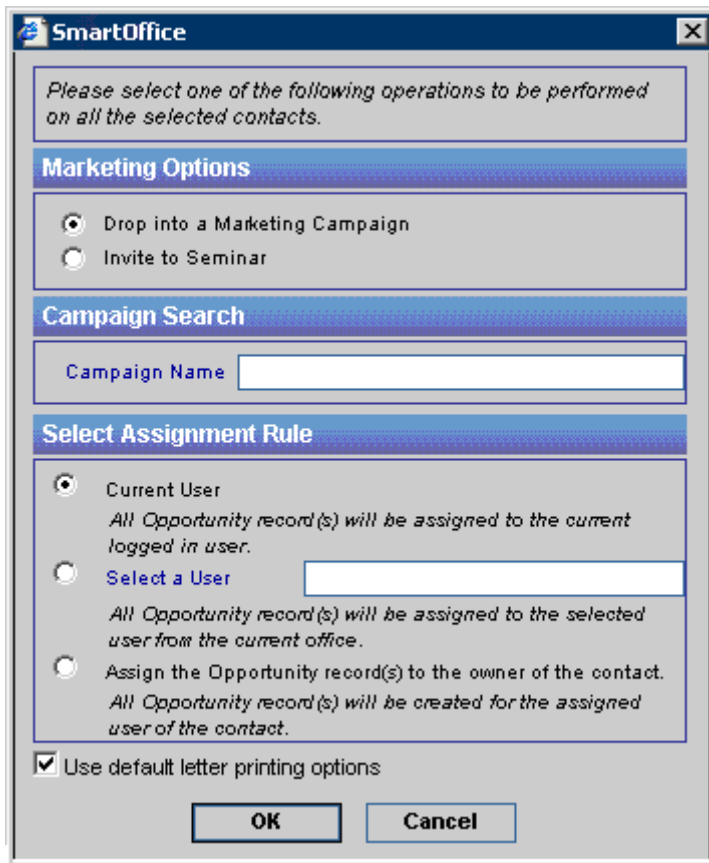 SmartOffice
Please select one of the following operations to be performed
on all the selected contacts.
Marketing Options
Drop into a Marketing Campaign
Invite to Seminar
Campaign Search
Campaign Name
Select Assignment Rule
Current User
All Opportunity record(s) will be assigned to the current
logged in user.
Select a User
All Opportunity record(s) will be assigned to the selected
user from the current office.
Assign the Opportunity record(s) to the owner of the contact.
All Opportunity record(s) will be created for the assigned
user of the contact.
Use default letter printing options
OK Cancel